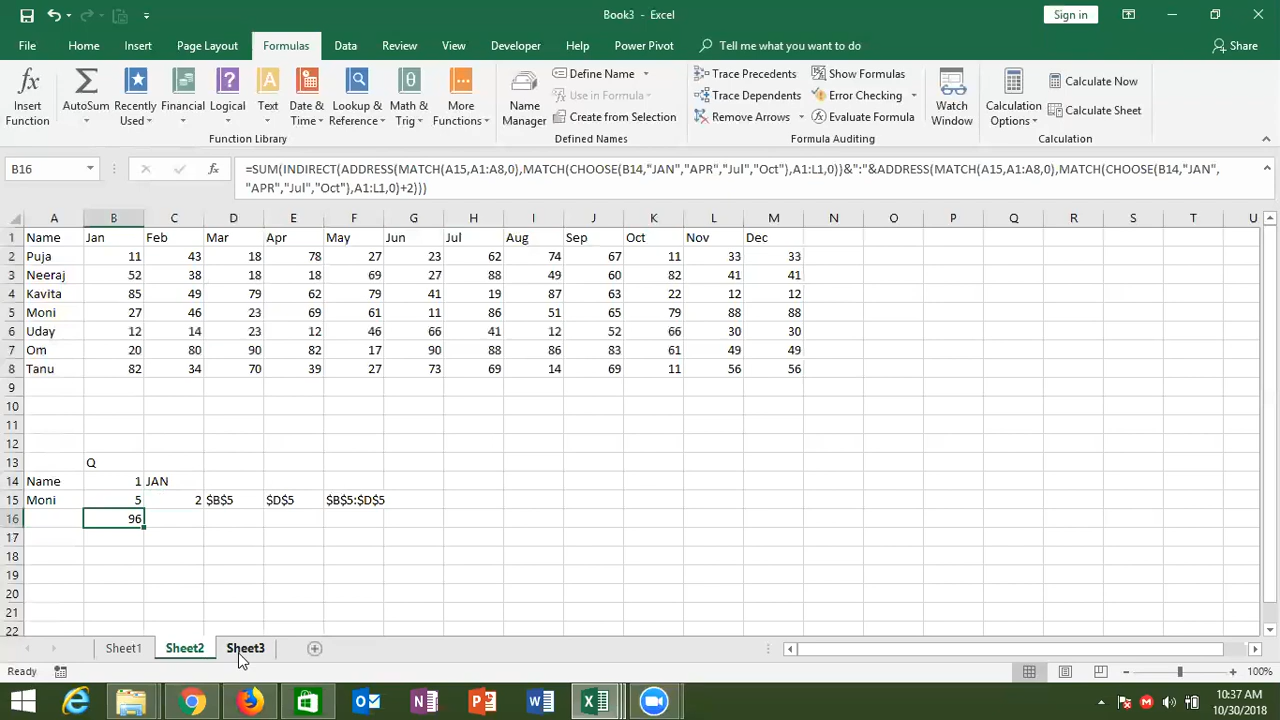 Book3 - Excel
Sign in
File Home Insert Page Layout Formulas Data Review View Developer Help Power Pivot Tell me what you want to do Share
Insert Function
AutoSum
Recently Used
Financial
Logical
Text
Date & Time
Lookup & Reference
Math & Trig
More Functions
Function Library
Name Manager
Define Name
Use in Formula
Create from Selection
Defined Names
Trace Precedents
Trace Dependents
Remove Arrows
Show Formulas
Error Checking
Evaluate Formula
Formula Auditing
Watch Window
Calculation Options
Calculate Now
Calculate Sheet
Calculation
B16
fx
=SUM(INDIRECT(ADDRESS(MATCH(A15,A1:A8,0),MATCH(CHOOSE(B14,"JAN","APR","Jul","Oct"),A1:L1,0))&":"&ADDRESS(MATCH(A15,A1:A8,0),MATCH(CHOOSE(B14,"JAN",
"APR","Jul","Oct"),A1:L1,0)+2)))
A B C D E F G H I J K L M N O P Q R S T U
1 Name Jan Feb Mar Apr May Jun Jul Aug Sep Oct Nov Dec
2 Puja 11 43 18 78 27 23 62 74 67 11 33 33
3 Neeraj 52 38 18 18 69 27 88 49 60 82 41 41
4 Kavita 85 49 79 62 79 41 19 87 63 22 12 12
5 Moni 27 46 23 69 61 11 86 51 65 79 88 88
6 Uday 12 14 23 12 46 66 41 12 52 66 30 30
7 Om 20 80 90 82 17 90 88 86 83 61 49 49
8 Tanu 82 34 70 39 27 73 69 14 69 11 56 56
9
10
11
12
13 Q
14 Name 1 JAN
15 Moni 5 2 $B$5 $D$5 $B$5:$D$5
16 96
17
18
19
20
21
22
Sheet1 Sheet2 Sheet3
Ready
100%
10:37 AM
10/30/2018